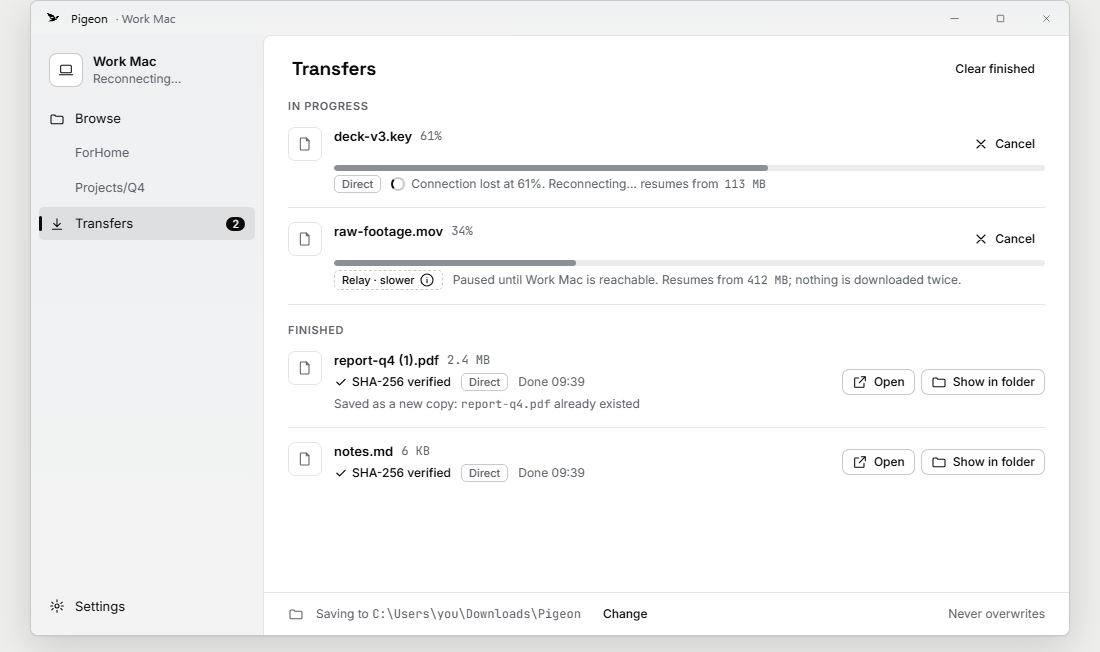 Pigeon · Work Mac
Work Mac
Reconnecting...
Browse
ForHome
Projects/Q4
Transfers 2
Settings
Transfers
Clear finished
IN PROGRESS
deck-v3.key 61%
Cancel
Direct Connection lost at 61%. Reconnecting... resumes from 113 MB
raw-footage.mov 34%
Cancel
Relay · slower Paused until Work Mac is reachable. Resumes from 412 MB; nothing is downloaded twice.
FINISHED
report-q4 (1).pdf 2.4 MB
SHA-256 verified Direct Done 09:39
Open Show in folder
Saved as a new copy: report-q4.pdf already existed
notes.md 6 KB
SHA-256 verified Direct Done 09:39
Open Show in folder
Saving to C:\Users\you\Downloads\Pigeon Change
Never overwrites